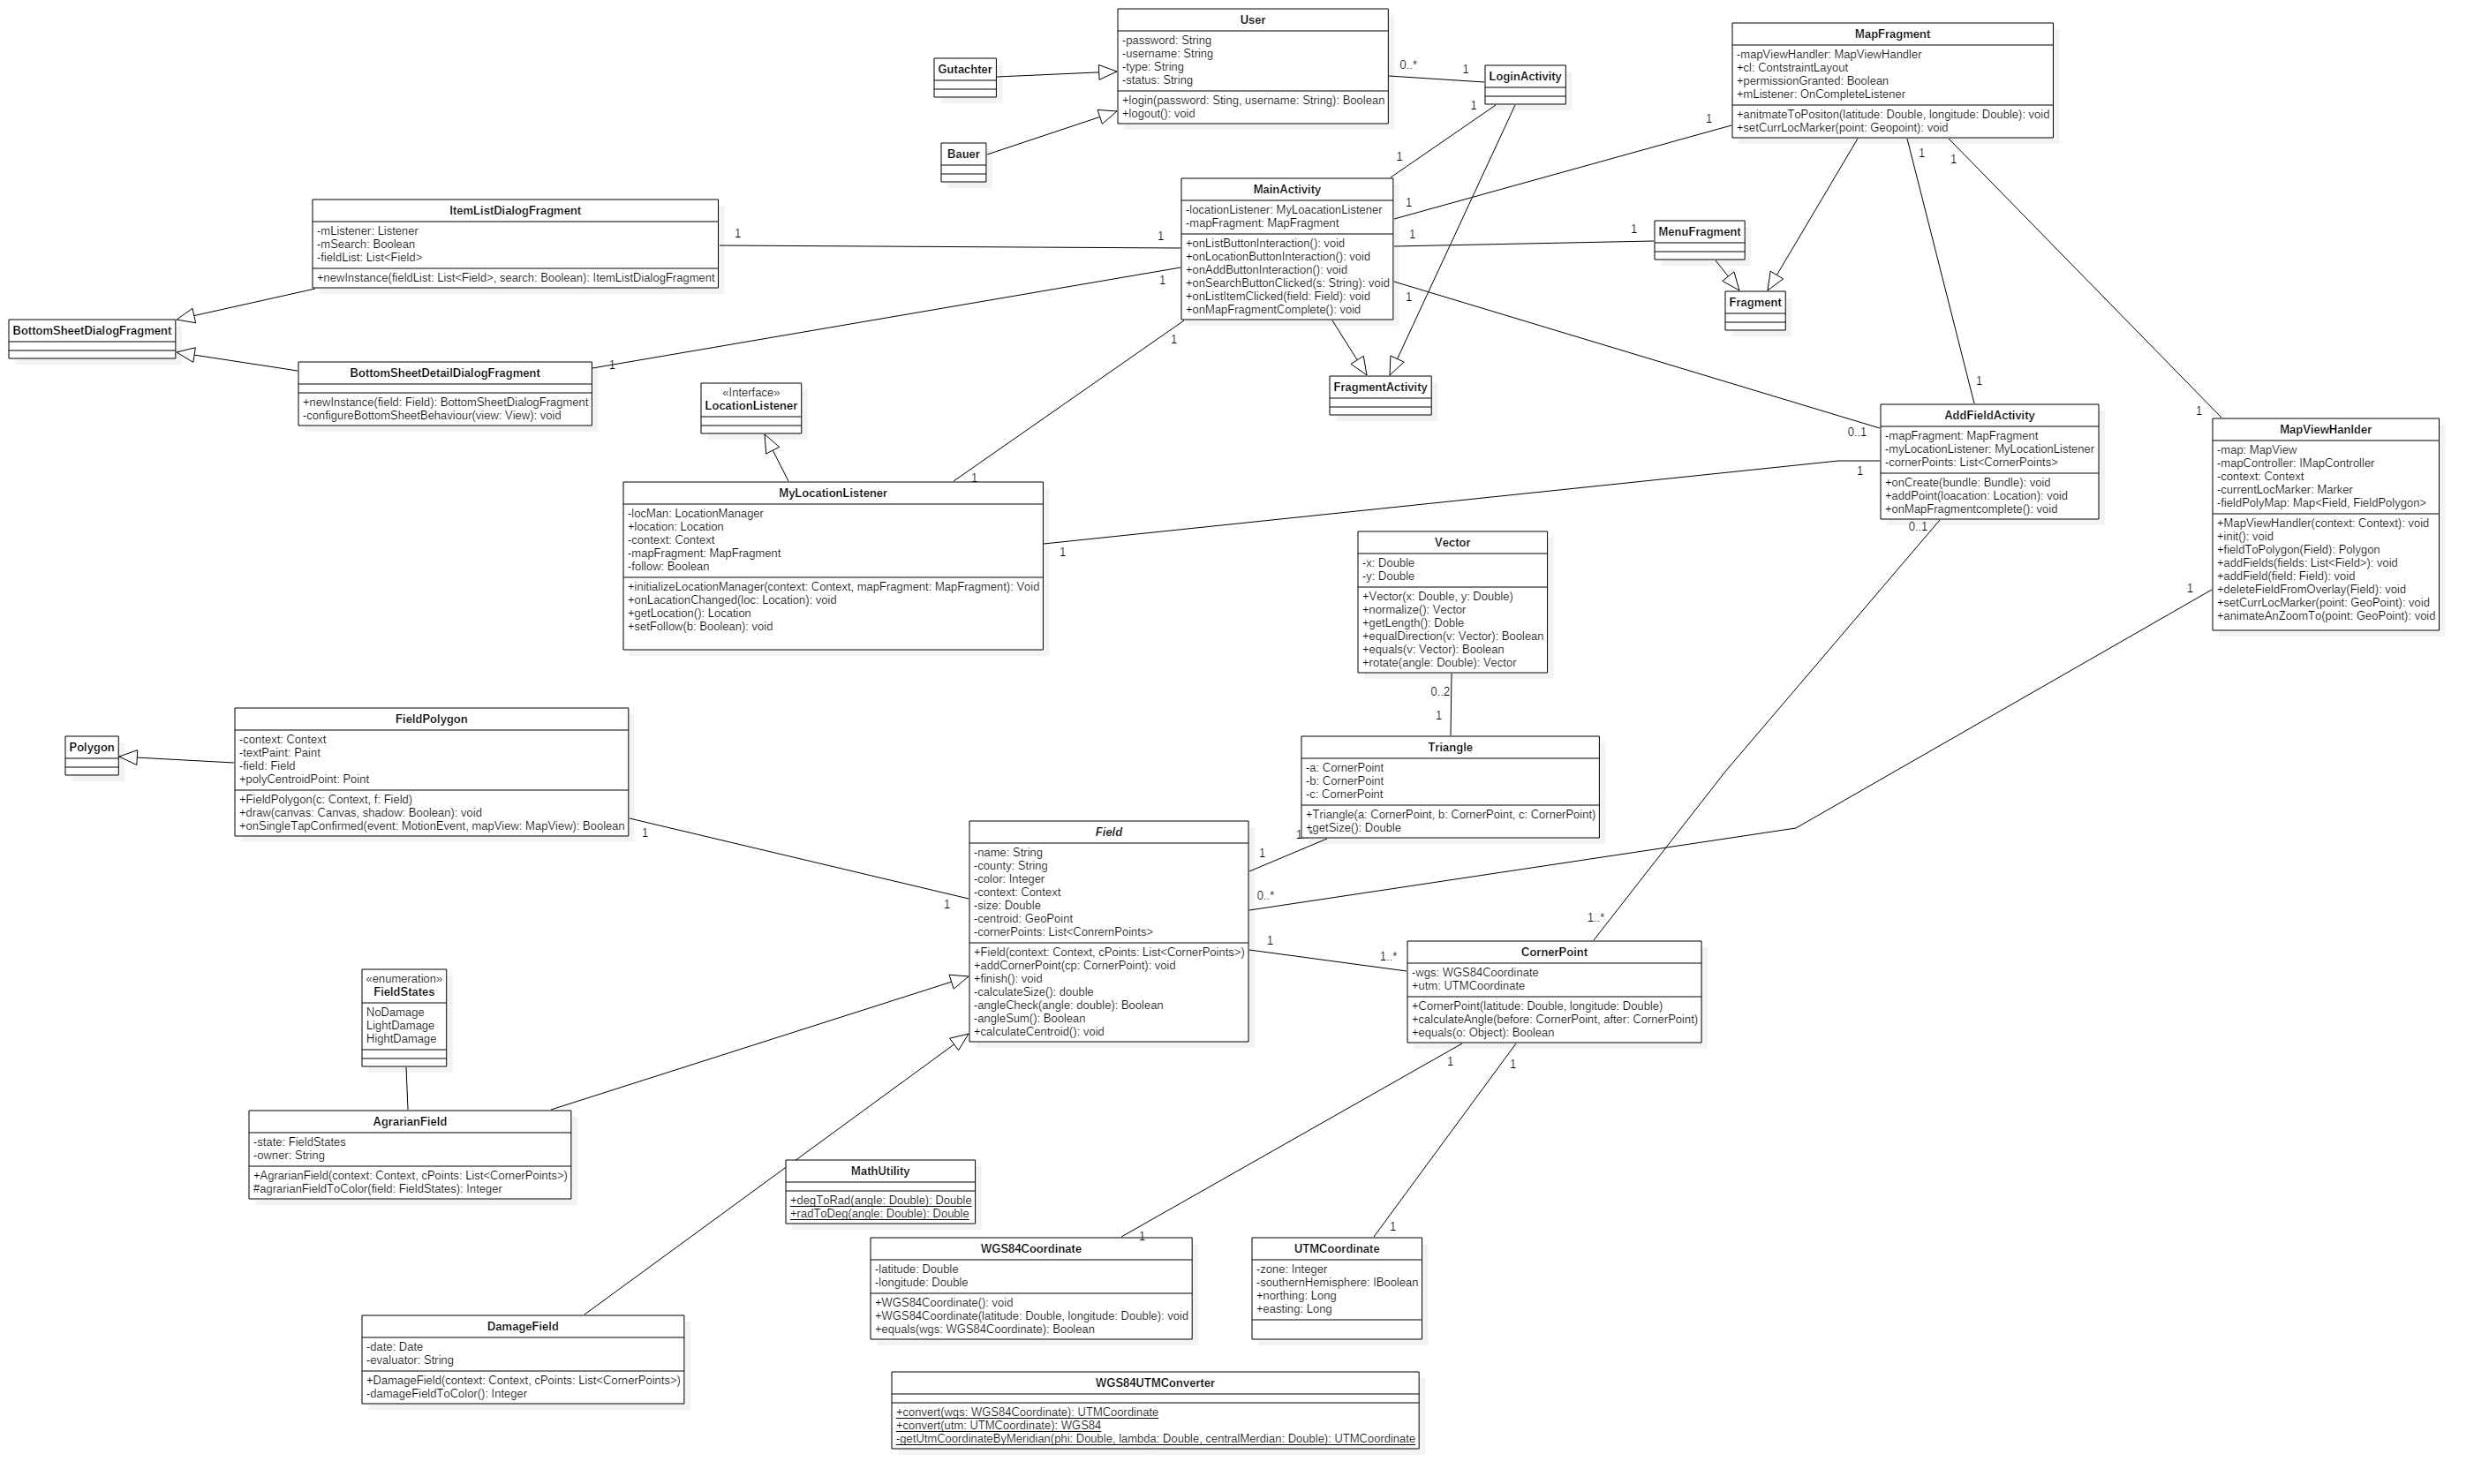 User
-password: String
-username: String
-type: String
-status: String
+login(password: Sting, username: String): Boolean
+logout(): void
Gutachter
Bauer
0..*
1
LoginActivity
1
1
MapFragment
-mapViewHandler: MapViewHandler
+cl: ContstraintLayout
+permissionGranted: Boolean
+mListener: OnCompleteListener
+anitmateToPositon(latitude: Double, longitude: Double): void
+setCurrLocMarker(point: Geopoint): void
1
1
1
1
MainActivity
-locationListener: MyLoacationListener
-mapFragment: MapFragment
+onListButtonInteraction(): void
+onLocationButtonInteraction(): void
+onAddButtonInteraction(): void
+onSearchButtonClicked(s: String): void
+onListItemClicked(field: Field): void
+onMapFragmentComplete(): void
1
1
MenuFragment
Fragment
ItemListDialogFragment
-mListener: Listener
-mSearch: Boolean
-fieldList: List<Field>
+newInstance(fieldList: List<Field>, search: Boolean): ItemListDialogFragment
1
1
1
1
1
BottomSheetDialogFragment
BottomSheetDetailDialogFragment
+newInstance(field: Field): BottomSheetDialogFragment
-configureBottomSheetBehaviour(view: View): void
1
FragmentActivity
«Interface»
LocationListener
1
0..1
1
AddFieldActivity
-mapFragment: MapFragment
-myLocationListener: MyLocationListener
-cornerPoints: List<CornerPoints>
+onCreate(bundle: Bundle): void
+addPoint(loacation: Location): void
+onMapFragmentcomplete(): void
1
0..1
1
MapViewHanlder
-map: MapView
-mapController: IMapController
-context: Context
-currentLocMarker: Marker
-fieldPolyMap: Map<Field, FieldPolygon>
+MapViewHandler(context: Context): void
+init(): void
+fieldToPolygon(Field): Polygon
+addFields(fields: List<Field>): void
+addField(field: Field): void
+deleteFieldFromOverlay(Field): void
+setCurrLocMarker(point: GeoPoint): void
+animateAnZoomTo(point: GeoPoint): void
1
1
MyLocationListener
-locMan: LocationManager
+location: Location
-context: Context
-mapFragment: MapFragment
-follow: Boolean
+initializeLocationManager(context: Context, mapFragment: MapFragment): Void
+onLacationChanged(loc: Location): void
+getLocation(): Location
+setFollow(b: Boolean): void
1
Vector
-x: Double
-y: Double
+Vector(x: Double, y: Double)
+normalize(): Vector
+getLength(): Doble
+equalDirection(v: Vector): Boolean
+equals(v: Vector): Boolean
+rotate(angle: Double): Vector
0..2
1
Triangle
-a: CornerPoint
-b: CornerPoint
-c: CornerPoint
+Triangle(a: CornerPoint, b: CornerPoint, c: CornerPoint)
+getSize(): Double
1..*
1
Polygon
FieldPolygon
-context: Context
-textPaint: Paint
-field: Field
+polyCentroidPoint: Point
+FieldPolygon(c: Context, f: Field)
+draw(canvas: Canvas, shadow: Boolean): void
+onSingleTapConfirmed(event: MotionEvent, mapView: MapView): Boolean
1
1
Field
-name: String
-county: String
-color: Integer
-context: Context
-size: Double
-centroid: GeoPoint
-cornerPoints: List<ConrernPoints>
+Field(context: Context, cPoints: List<CornerPoints>)
+addCornerPoint(cp: CornerPoint): void
+finish(): void
-calculateSize(): double
-angleCheck(angle: double): Boolean
-angleSum(): Boolean
+calculateCentroid(): void
0..*
1
1..*
1..*
CornerPoint
-wgs: WGS84Coordinate
+utm: UTMCoordinate
+CornerPoint(latitude: Double, longitude: Double)
+calculateAngle(before: CornerPoint, after: CornerPoint)
+equals(o: Object): Boolean
1
1
«enumeration»
FieldStates
NoDamage
LightDamage
HightDamage
AgrarianField
-state: FieldStates
-owner: String
+AgrarianField(context: Context, cPoints: List<CornerPoints>)
#agrarianFieldToColor(field: FieldStates): Integer
MathUtility
+degToRad(angle: Double): Double
+radToDeg(angle: Double): Double
1
1
WGS84Coordinate
-latitude: Double
-longitude: Double
+WGS84Coordinate(): void
+WGS84Coordinate(latitude: Double, longitude: Double): void
+equals(wgs: WGS84Coordinate): Boolean
UTMCoordinate
-zone: Integer
-southernHemisphere: IBoolean
+northing: Long
+easting: Long
DamageField
-date: Date
-evaluator: String
+DamageField(context: Context, cPoints: List<CornerPoints>)
-damageFieldToColor(): Integer
WGS84UTMConverter
+convert(wgs: WGS84Coordinate): UTMCoordinate
+convert(utm: UTMCoordinate): WGS84
-getUtmCoordinateByMeridian(phi: Double, lambda: Double, centralMerdian: Double): UTMCoordinate